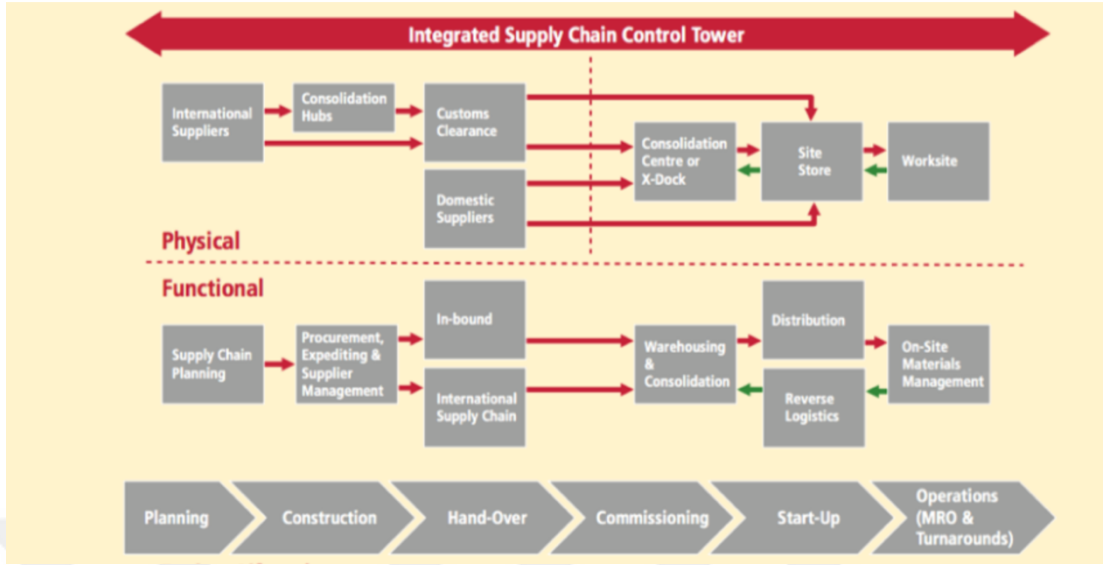 Integrated Supply Chain Control Tower
International
Suppliers
Consolidation
Hubs
Customs
Clearance
Domestic
Suppliers
Consolidation
Centre or
X-Dock
Site
Store
Worksite
Physical
Functional
Supply Chain
Planning
Procurement,
Expediting &
Supplier
Management
In-bound
International
Supply Chain
Warehousing
&
Consolidation
Distribution
Reverse
Logistics
On-Site
Materials
Management
Planning
Construction
Hand-Over
Commissioning
Start-Up
Operations
(MRO &
Turnarounds)